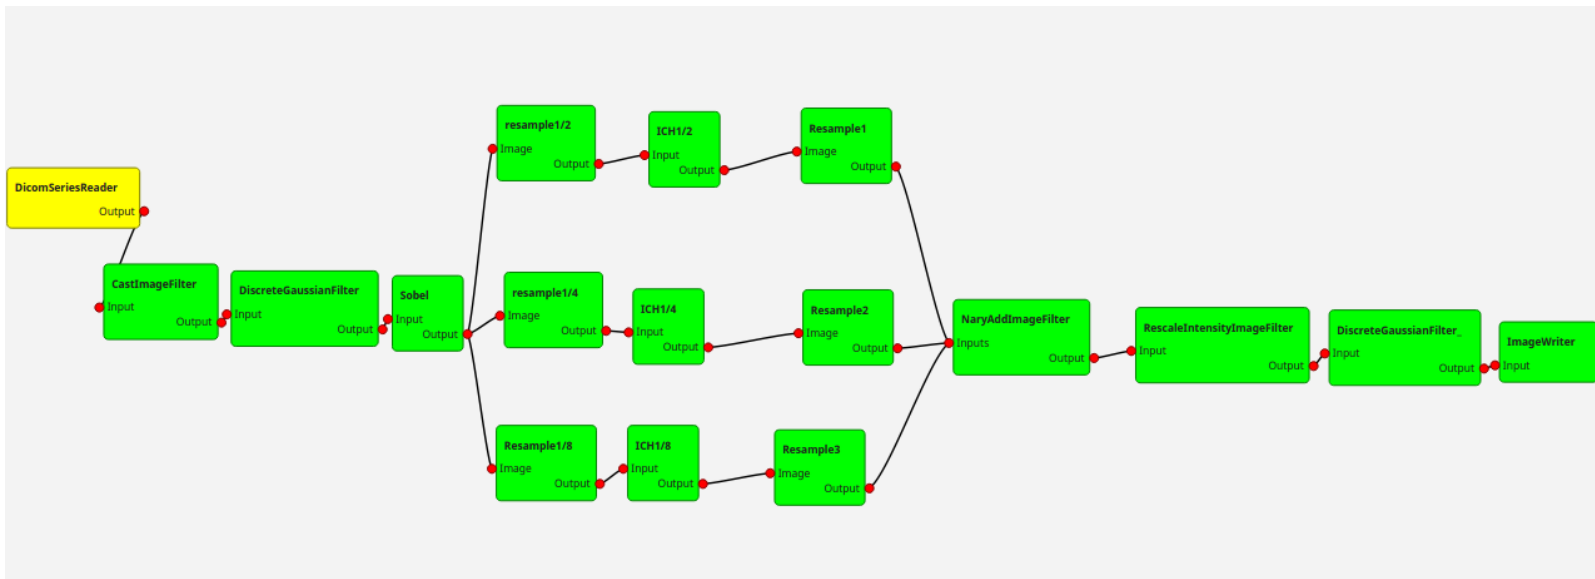 DicomSeriesReader
Output
CastImageFilter
Input
Output
DiscreteGaussianFilter
Input
Output
Sobel
Input
Output
resample1/2
Image
Output
ICH1/2
Input
Output
Resample1
Image
Output
resample1/4
Image
Output
ICH1/4
Input
Output
Resample2
Image
Output
Resample1/8
Image
Output
ICH1/8
Input
Output
Resample3
Image
Output
NaryAddImageFilter
Inputs
Output
RescaleIntensityImageFilter
Input
Output
DiscreteGaussianFilter_
Input
Output
ImageWriter
Input